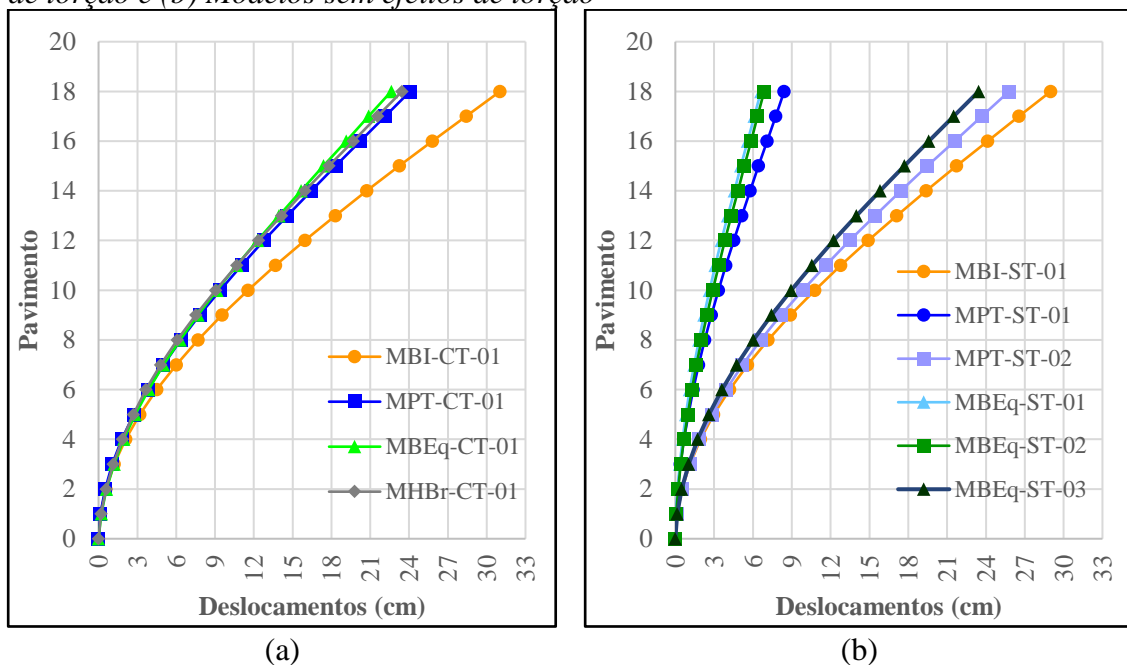 de torção e (b) Modelos sem efeitos de torção
20
18
16
14
12
10
8
6
4
2
0
Pavimento
MBI-CT-01
MPT-CT-01
MBEq-CT-01
MHBr-CT-01
0 3 6 9 12 15 18 21 24 27 30 33
Deslocamentos (cm)
(a)
20
18
16
14
12
10
8
6
4
2
0
Pavimento
MBI-ST-01
MPT-ST-01
MPT-ST-02
MBEq-ST-01
MBEq-ST-02
MBEq-ST-03
0 3 6 9 12 15 18 21 24 27 30 33
Deslocamentos (cm)
(b)